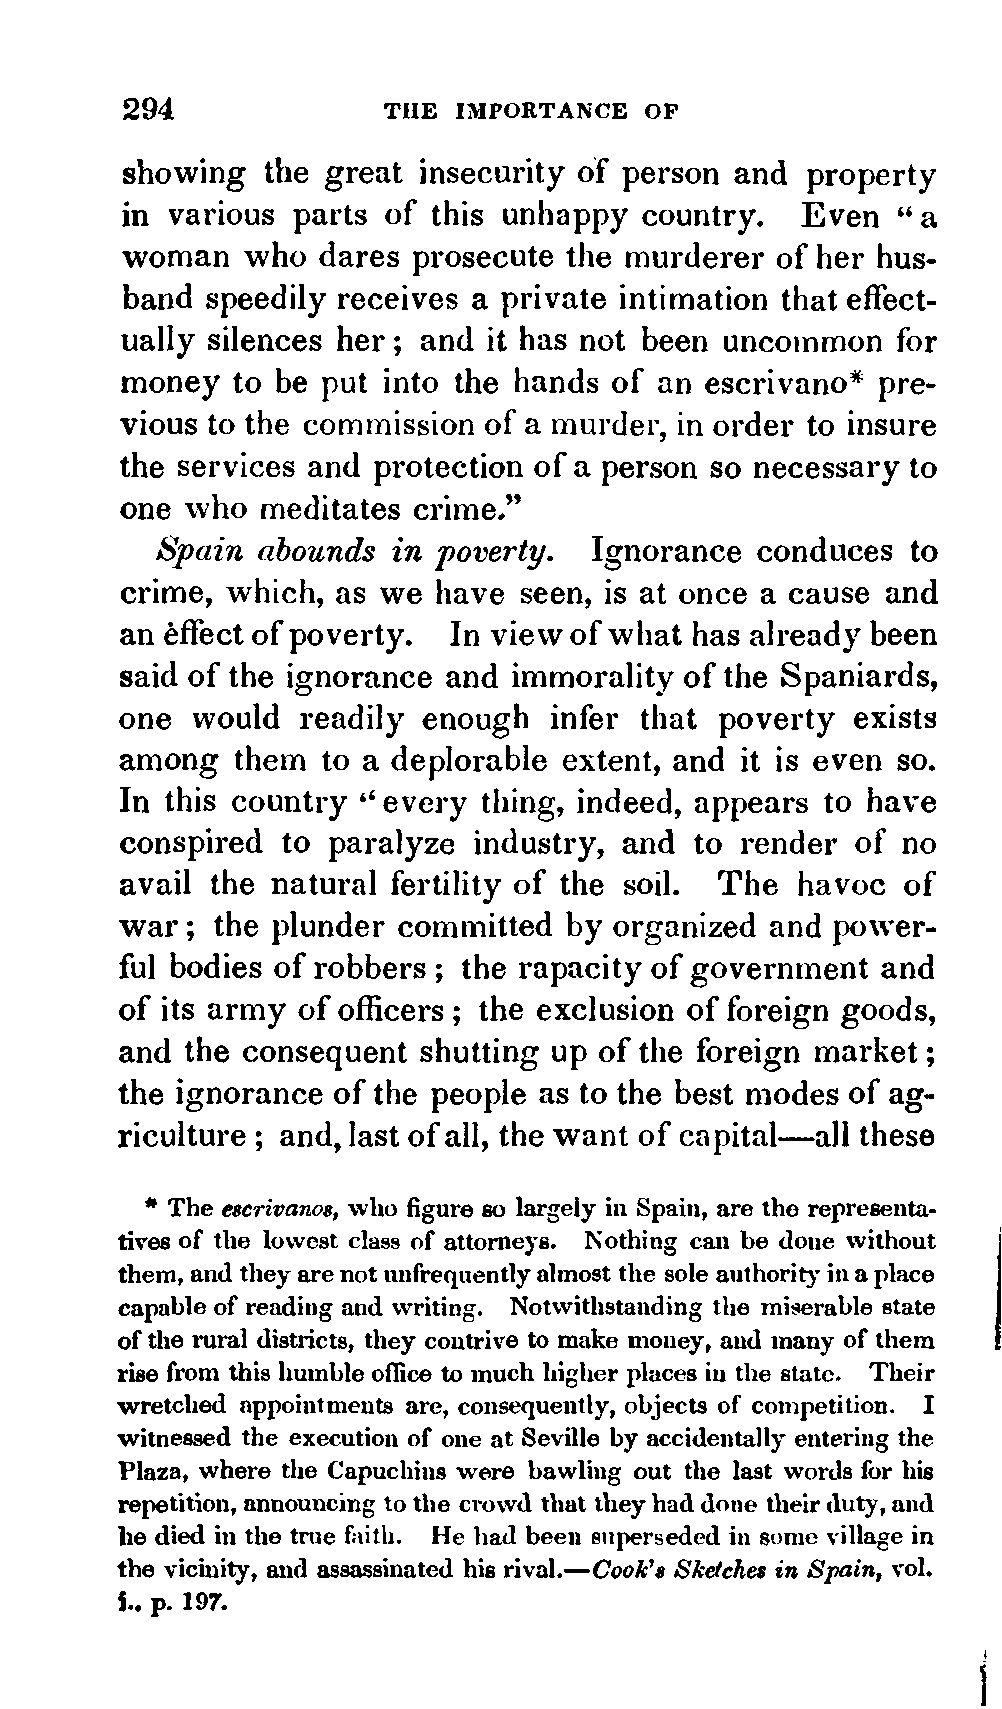 294 THE IMPORTANCE OF
showing the great insecurity of person and property
in various parts of this unhappy country. Even “a
woman who dares prosecute the murderer of her hus-
band speedily receives a private intimation that effect-
ually silences her; and it has not been uncommon for
money to be put into the hands of an escrivano* pre-
vious to the commission of a murder, in order to insure
the services and protection of a person so necessary to
one who meditates crime.”
Spain abounds in poverty. Ignorance conduces to
crime, which, as we have seen, is at once a cause and
an effect of poverty. In view of what has already been
said of the ignorance and immorality of the Spaniards,
one would readily enough infer that poverty exists
among them to a deplorable extent, and it is even so.
In this country “every thing, indeed, appears to have
conspired to paralyze industry, and to render of no
avail the natural fertility of the soil. The havoc of
war; the plunder committed by organized and power-
ful bodies of robbers; the rapacity of government and
of its army of officers; the exclusion of foreign goods,
and the consequent shutting up of the foreign market;
the ignorance of the people as to the best modes of ag-
riculture; and, last of all, the want of capital—all these
* The escrivanos, who figure so largely in Spain, are the representa-
tives of the lowest class of attorneys. Nothing can be done without
them, and they are not unfrequently almost the sole authority in a place
capable of reading and writing. Notwithstanding the miserable state
of the rural districts, they contrive to make money, and many of them
rise from this humble office to much higher places in the state. Their
wretched appointments are, consequently, objects of competition. I
witnessed the execution of one at Seville by accidentally entering the
Plaza, where the Capuchins were bawling out the last words for his
repetition, announcing to the crowd that they had done their duty, and
he died in the true faith. He had been superseded in some village in
the vicinity, and assassinated his rival.—Cook's Sketches in Spain, vol.
i., p. 197.